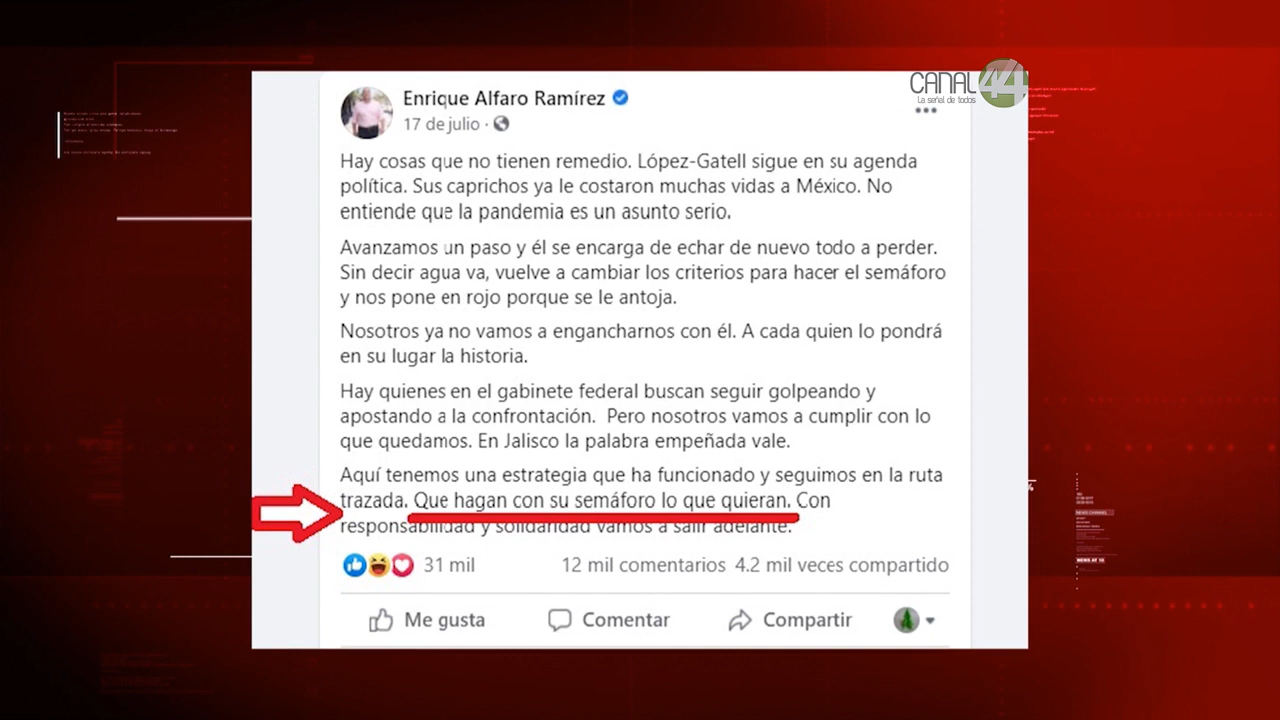 CANAL 44
La señal de todos
Enrique Alfaro Ramírez
17 de julio ·
Hay cosas que no tienen remedio. López-Gatell sigue en su agenda
política. Sus caprichos ya le costaron muchas vidas a México. No
entiende que la pandemia es un asunto serio.
Avanzamos un paso y él se encarga de echar de nuevo todo a perder.
Sin decir agua va, vuelve a cambiar los criterios para hacer el semáforo
y nos pone en rojo porque se le antoja.
Nosotros ya no vamos a engancharnos con él. A cada quien lo pondrá
en su lugar la historia.
Hay quienes en el gabinete federal buscan seguir golpeando y
apostando a la confrontación. Pero nosotros vamos a cumplir con lo
que quedamos. En Jalisco la palabra empeñada vale.
Aquí tenemos una estrategia que ha funcionado y seguimos en la ruta
trazada. Que hagan con su semáforo lo que quieran. Con
responsabilidad y solidaridad vamos a salir adelante.
31 mil 12 mil comentarios 4.2 mil veces compartido
Me gusta Comentar Compartir
NEWS CHANNEL
NEWS AT 10